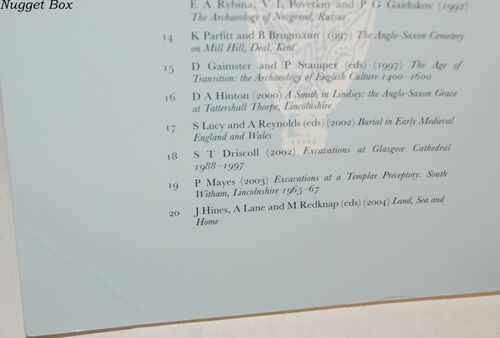 Nugget Box
E A Rybina, V L Povetkin and P G Gaidukov (1992)
The Archaeology of Novgorod, Russia
14 K Parfitt and B Brugmann (1997) The Anglo-Saxon Cemetery
on Mill Hill, Deal, Kent
15 D Gaimster and P Stamper (eds) (1997) The Age of
Transition: the Archaeology of English Culture 1400–1600
16 D A Hinton (2000) A Smith in Lindsey: the Anglo-Saxon Grave
at Tattershall Thorpe, Lincolnshire
17 S Lucy and A Reynolds (eds) (2002) Burial in Early Medieval
England and Wales
18 S T Driscoll (2002) Excavations at Glasgow Cathedral
1988–1997
19 P Mayes (2003) Excavations at a Templar Preceptory. South
Witham, Lincolnshire 1965–67
20 J Hines, A Lane and M Redknap (eds) (2004) Land, Sea and
Home